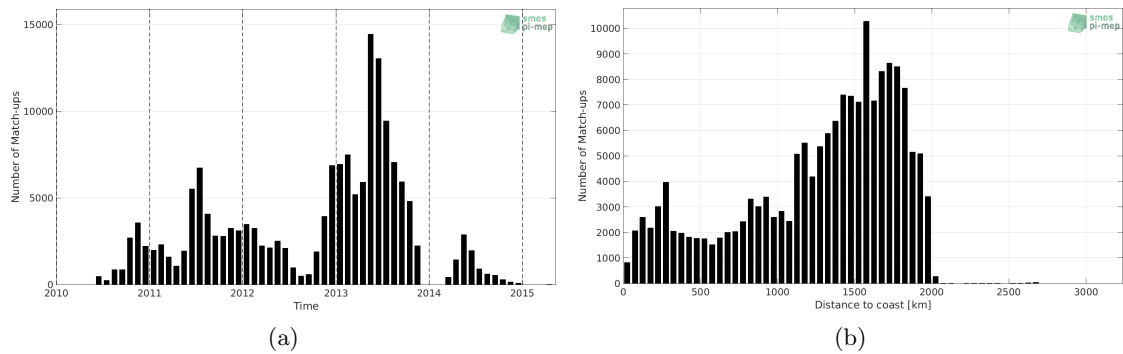 smos
pi-mep
15000
10000
5000
0
Number of Match-ups
2010 2011 2012 2013 2014 2015
Time
(a)
smos
pi-mep
10000
9000
8000
7000
6000
5000
4000
3000
2000
1000
0
Number of Match-ups
0 500 1000 1500 2000 2500 3000
Distance to coast [km]
(b)